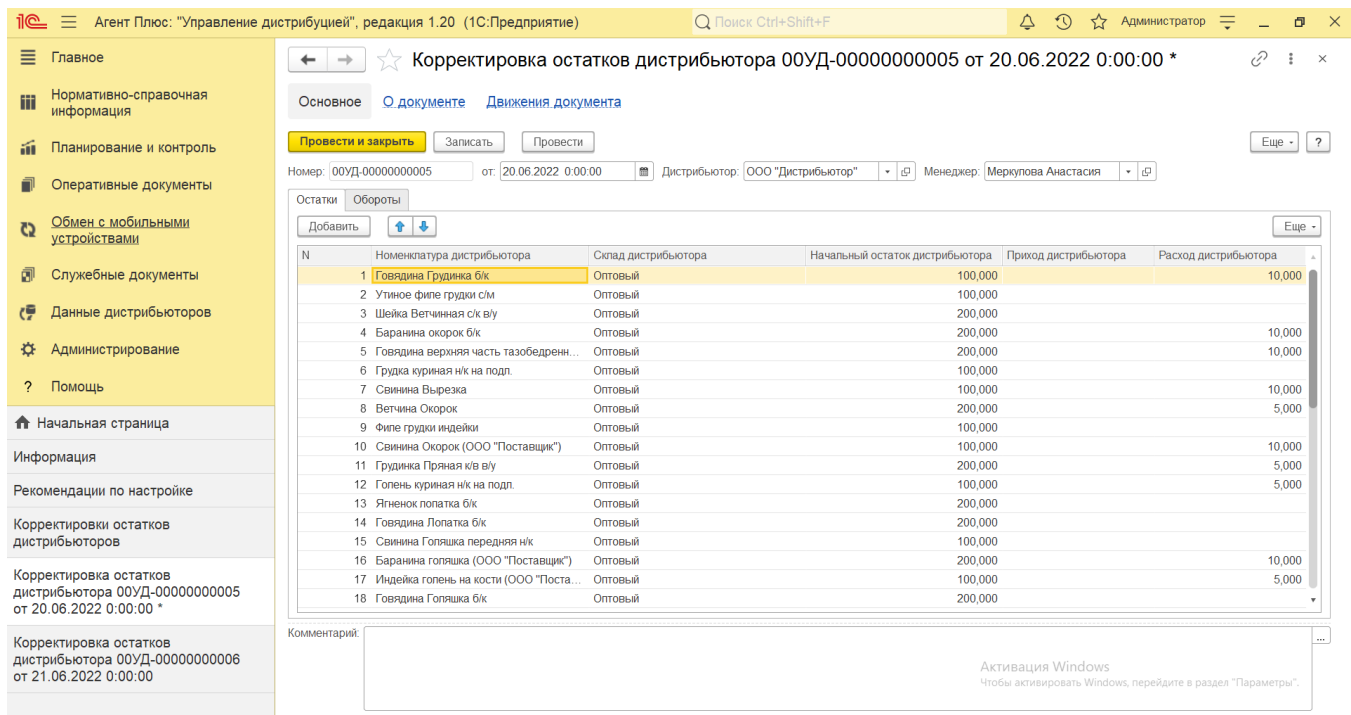 1С Агент Плюс: "Управление дистрибуцией", редакция 1.20 (1С:Предприятие) Поиск Ctrl+Shift+F Администратор
Главное
Нормативно-справочная
информация
Планирование и контроль
Оперативные документы
Обмен с мобильными
устройствами
Служебные документы
Данные дистрибьюторов
Администрирование
? Помощь
Начальная страница
Информация
Рекомендации по настройке
Корректировки остатков
дистрибьюторов
Корректировка остатков
дистрибьютора 00УД-00000000005
от 20.06.2022 0:00:00 *
Корректировка остатков
дистрибьютора 00УД-00000000006
от 21.06.2022 0:00:00
Корректировка остатков дистрибьютора 00УД-00000000005 от 20.06.2022 0:00:00 *
Основное О документе Движения документа
Провести и закрыть Записать Провести Еще ?
Номер: 00УД-00000000005 от: 20.06.2022 0:00:00 Дистрибьютор: ООО "Дистрибьютор" Менеджер: Меркулова Анастасия
Остатки Обороты
Добавить Еще
N Номенклатура дистрибьютора Склад дистрибьютора Начальный остаток дистрибьютора Приход дистрибьютора Расход дистрибьютора
1 Говядина Грудинка б/к Оптовый 100,000 10,000
2 Утиное филе грудки с/м Оптовый 100,000
3 Шейка Ветчинная с/к в/у Оптовый 200,000
4 Баранина окорок б/к Оптовый 200,000 10,000
5 Говядина верхняя часть тазобедренн... Оптовый 200,000 10,000
6 Грудка куриная н/к на подл. Оптовый 100,000
7 Свинина Вырезка Оптовый 100,000 10,000
8 Ветчина Окорок Оптовый 200,000 5,000
9 Филе грудки индейки Оптовый 100,000
10 Свинина Окорок (ООО "Поставщик") Оптовый 100,000 10,000
11 Грудинка Пряная к/в в/у Оптовый 200,000 5,000
12 Голень куриная н/к на подл. Оптовый 100,000 5,000
13 Ягненок лопатка б/к Оптовый 200,000
14 Говядина Лопатка б/к Оптовый 200,000
15 Свинина Голяшка передняя н/к Оптовый 100,000
16 Баранина голяшка (ООО "Поставщик") Оптовый 200,000 10,000
17 Индейка голень на кости (ООО "Поста... Оптовый 100,000 5,000
18 Говядина Голяшка б/к Оптовый 200,000
Комментарий: ...
Активация Windows
Чтобы активировать Windows, перейдите в раздел "Параметры".